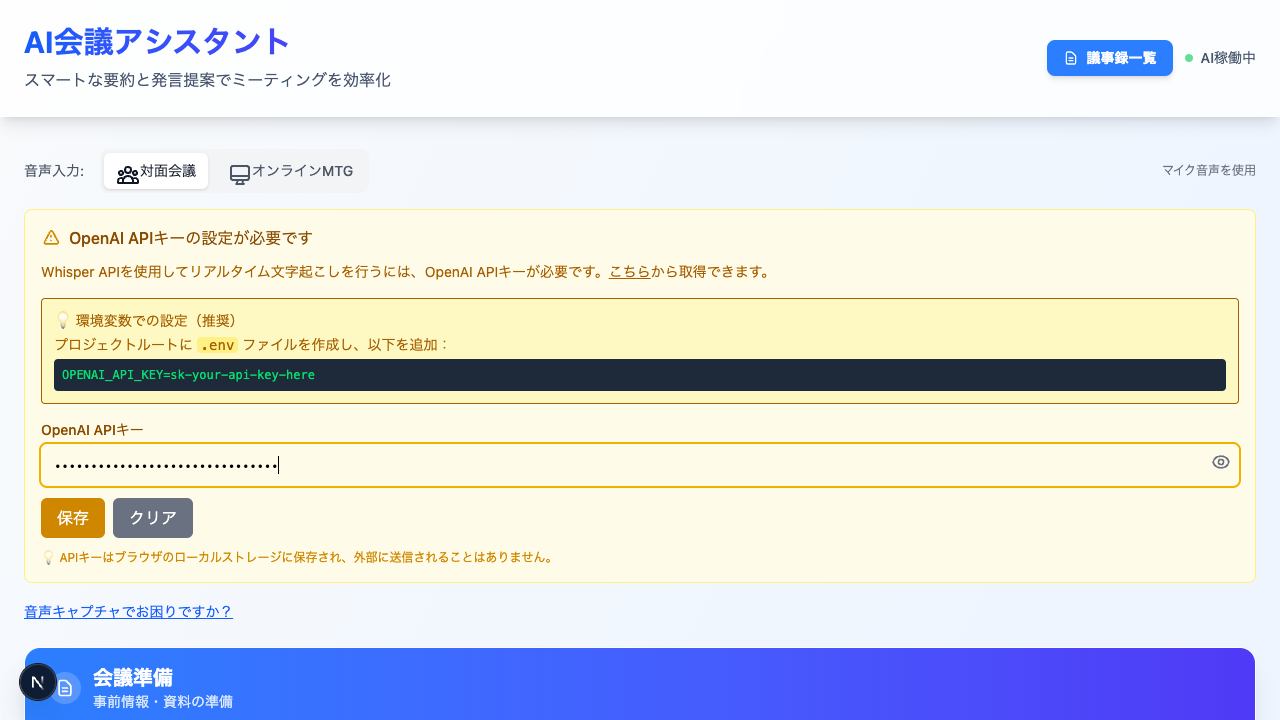 AI会議アシスタント
スマートな要約と発言提案でミーティングを効率化
議事録一覧
AI稼働中
音声入力:
対面会議
オンラインMTG
マイク音声を使用
OpenAI APIキーの設定が必要です
Whisper APIを使用してリアルタイム文字起こしを行うには、OpenAI APIキーが必要です。こちらから取得できます。
💡 環境変数での設定（推奨）
プロジェクトルートに .env ファイルを作成し、以下を追加：
OPENAI_API_KEY=sk-your-api-key-here
OpenAI APIキー
•••••••••••••••••••••••••••••••
保存
クリア
💡 APIキーはブラウザのローカルストレージに保存され、外部に送信されることはありません。
音声キャプチャでお困りですか？
N
会議準備
事前情報・資料の準備